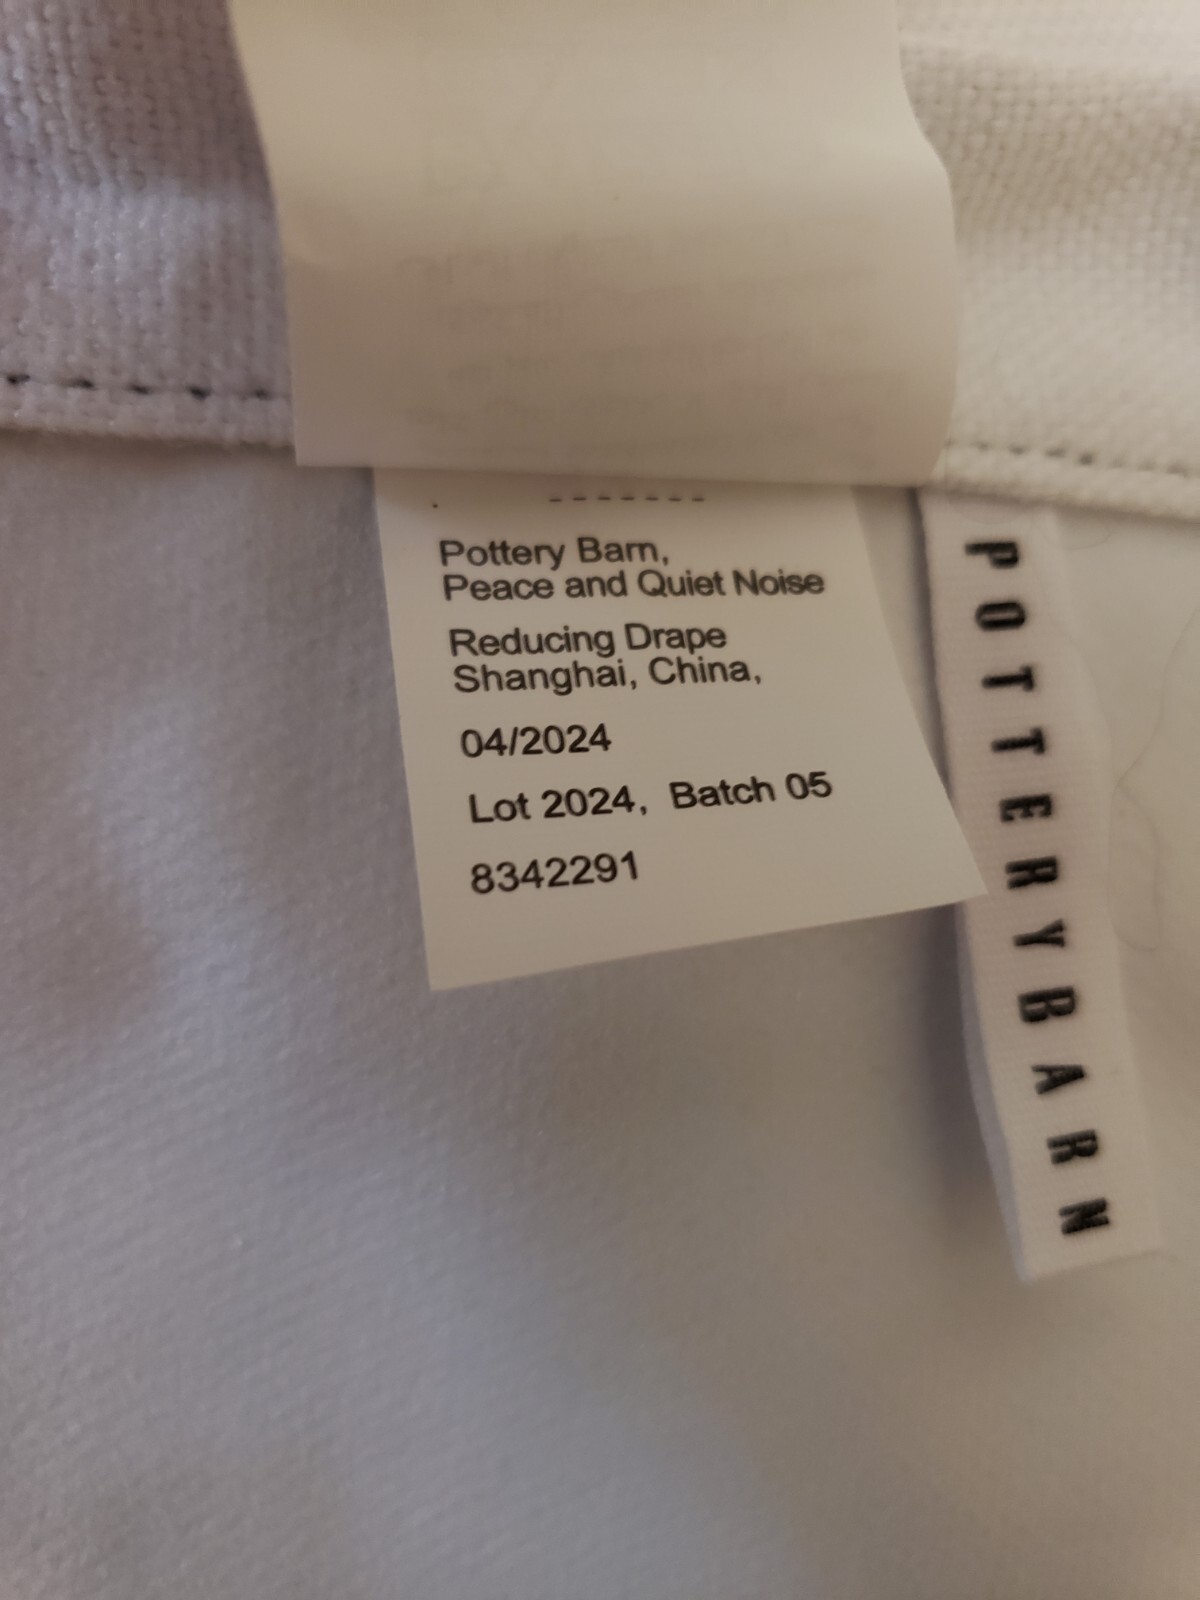 -------
Pottery Barn,
Peace and Quiet Noise
Reducing Drape
Shanghai, China,
04/2024
Lot 2024, Batch 05
8342291
POTTERYBARN